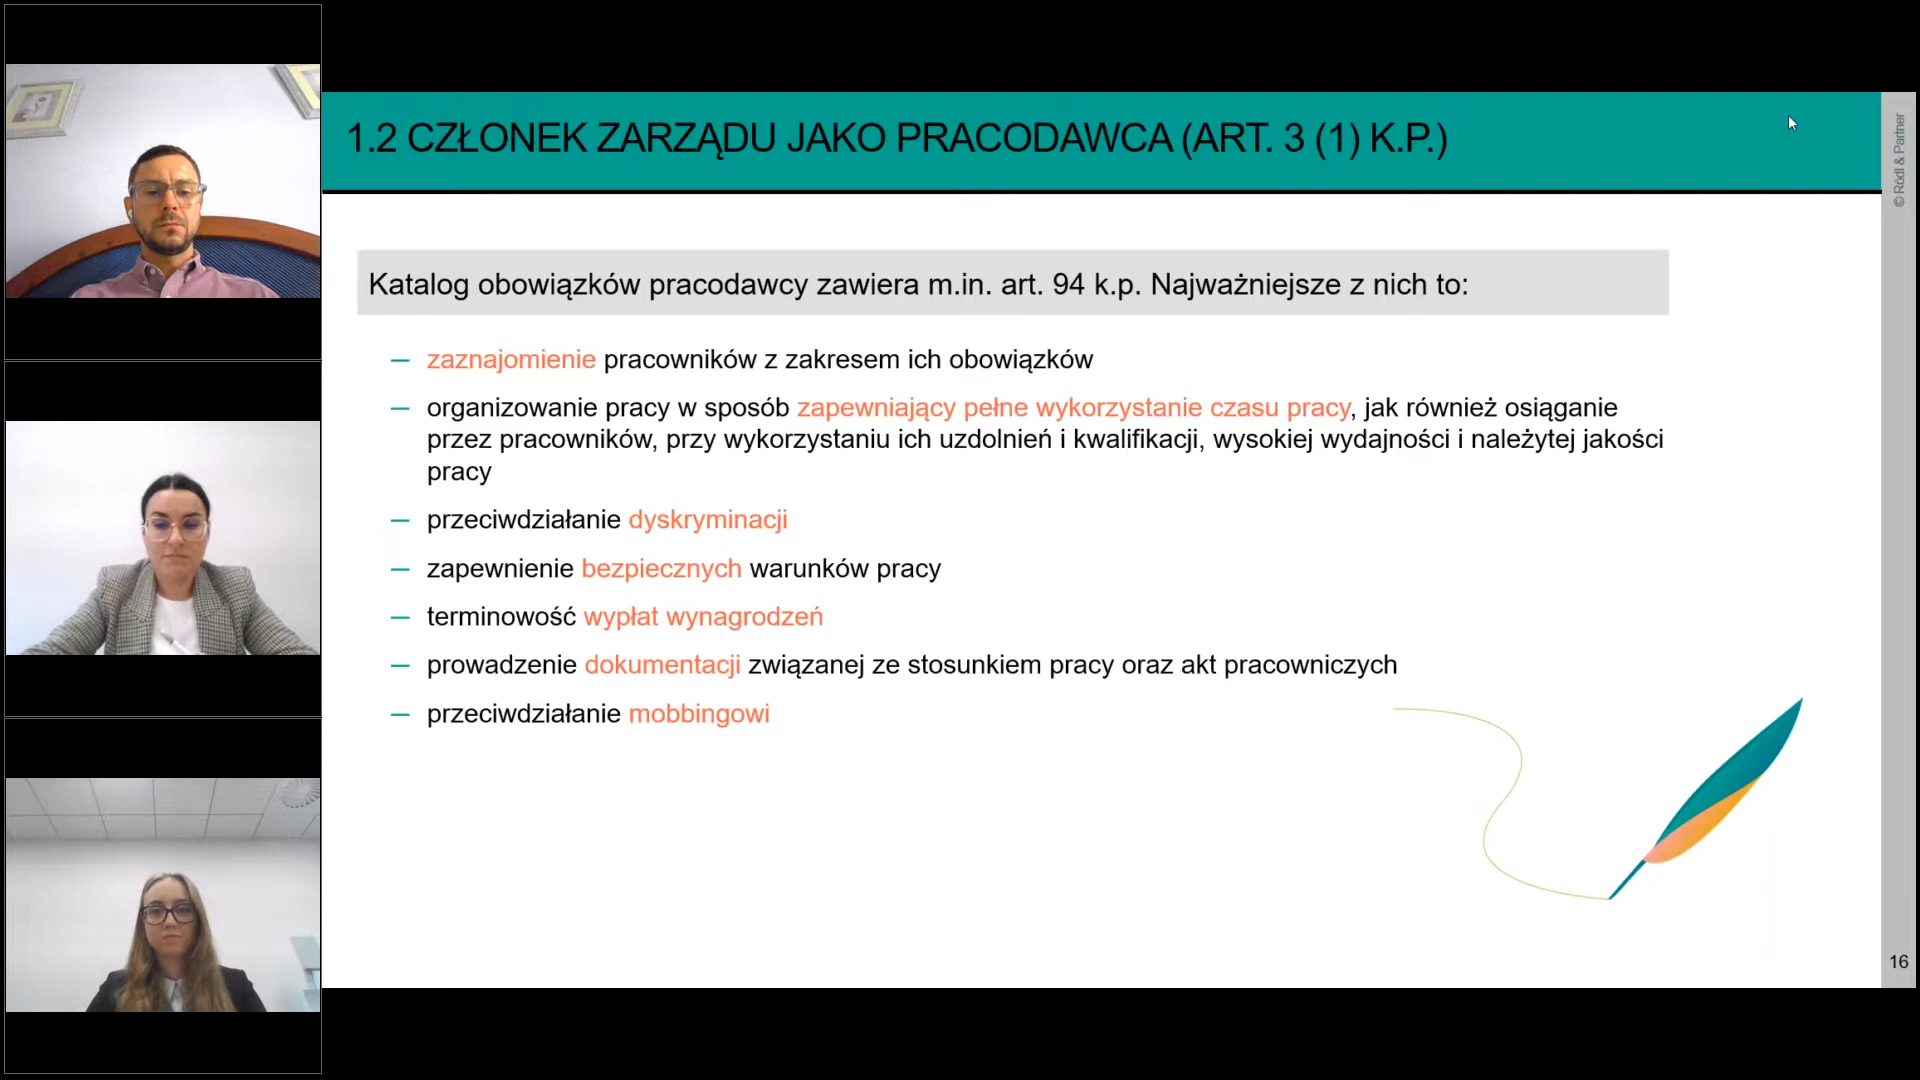 1.2 CZŁONEK ZARZĄDU JAKO PRACODAWCA (ART. 3 (1) K.P.)
© Rödl & Partner
Katalog obowiązków pracodawcy zawiera m.in. art. 94 k.p. Najważniejsze z nich to:
— zaznajomienie pracowników z zakresem ich obowiązków
— organizowanie pracy w sposób zapewniający pełne wykorzystanie czasu pracy, jak również osiąganie
przez pracowników, przy wykorzystaniu ich uzdolnień i kwalifikacji, wysokiej wydajności i należytej jakości
pracy
— przeciwdziałanie dyskryminacji
— zapewnienie bezpiecznych warunków pracy
— terminowość wypłat wynagrodzeń
— prowadzenie dokumentacji związanej ze stosunkiem pracy oraz akt pracowniczych
— przeciwdziałanie mobbingowi
16